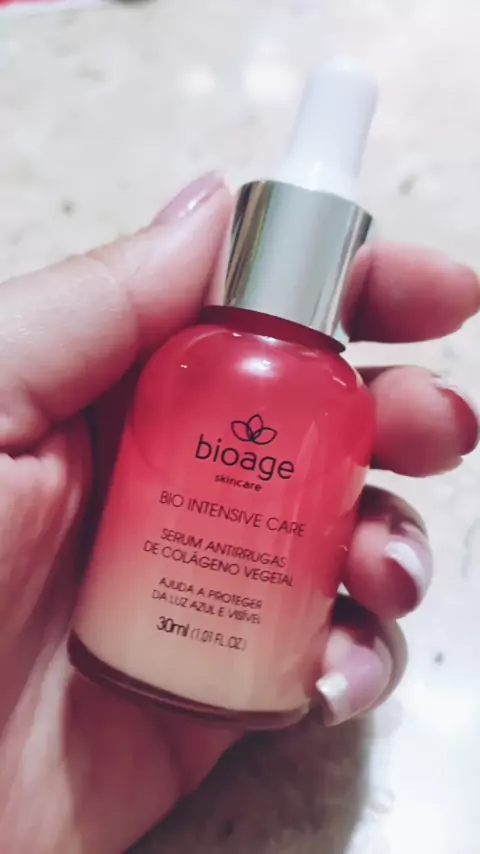 bioage
skincare
BIO INTENSIVE CARE
SERUM ANTIRRUGAS
DE COLÁGENO VEGETAL
AJUDA A PROTEGER
DA LUZ AZUL E VISÍVEL
30ml (1.01 FL.OZ.)